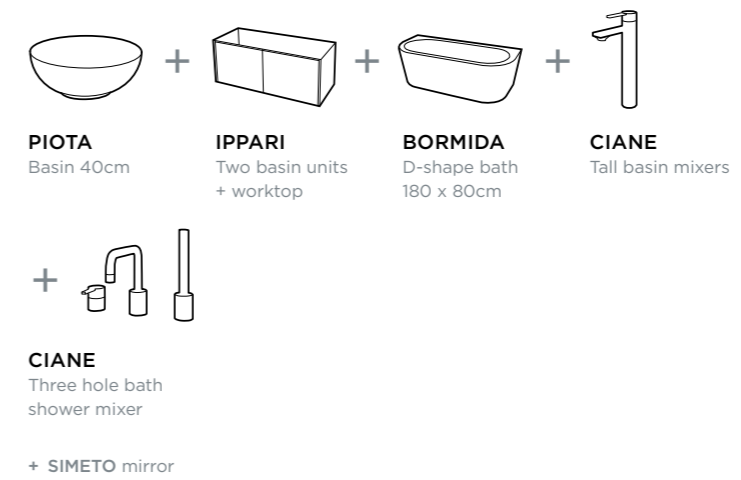 + + +
PIOTA
Basin 40cm
IPPARI
Two basin units
+ worktop
BORMIDA
D-shape bath
180 x 80cm
CIANE
Tall basin mixers
+
CIANE
Three hole bath
shower mixer
+ SIMETO mirror